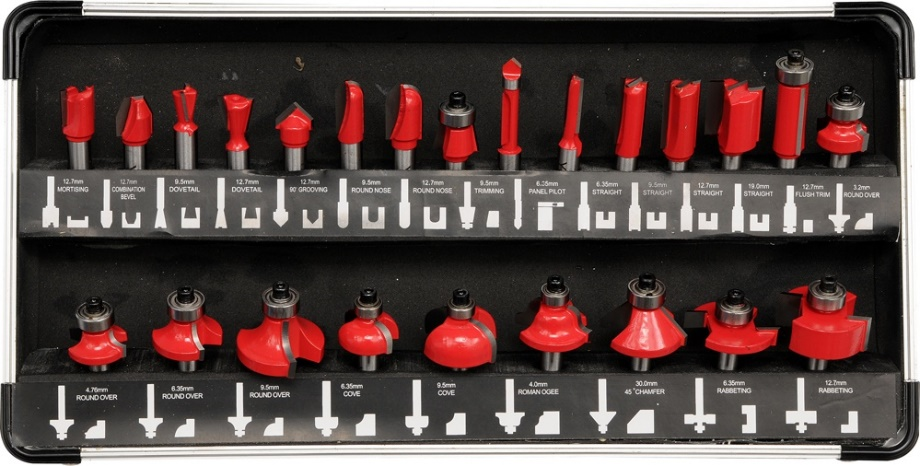 12.7mm
MORTISING
12.7mm
COMBINATION
BEVEL
9.5mm
DOVETAIL
12.7mm
DOVETAIL
12.7mm
90° GROOVING
9.5mm
ROUND NOSE
12.7mm
ROUND NOSE
9.5mm
TRIMMING
6.35mm
PANEL PILOT
6.35mm
STRAIGHT
9.5mm
STRAIGHT
12.7mm
STRAIGHT
19.0mm
STRAIGHT
12.7mm
FLUSH TRIM
3.2mm
ROUND OVER
4.76mm
ROUND OVER
6.35mm
ROUND OVER
9.5mm
ROUND OVER
6.35mm
COVE
9.5mm
COVE
4.0mm
ROMAN OGEE
30.0mm
45°CHAMFER
6.35mm
RABBETING
12.7mm
RABBETING